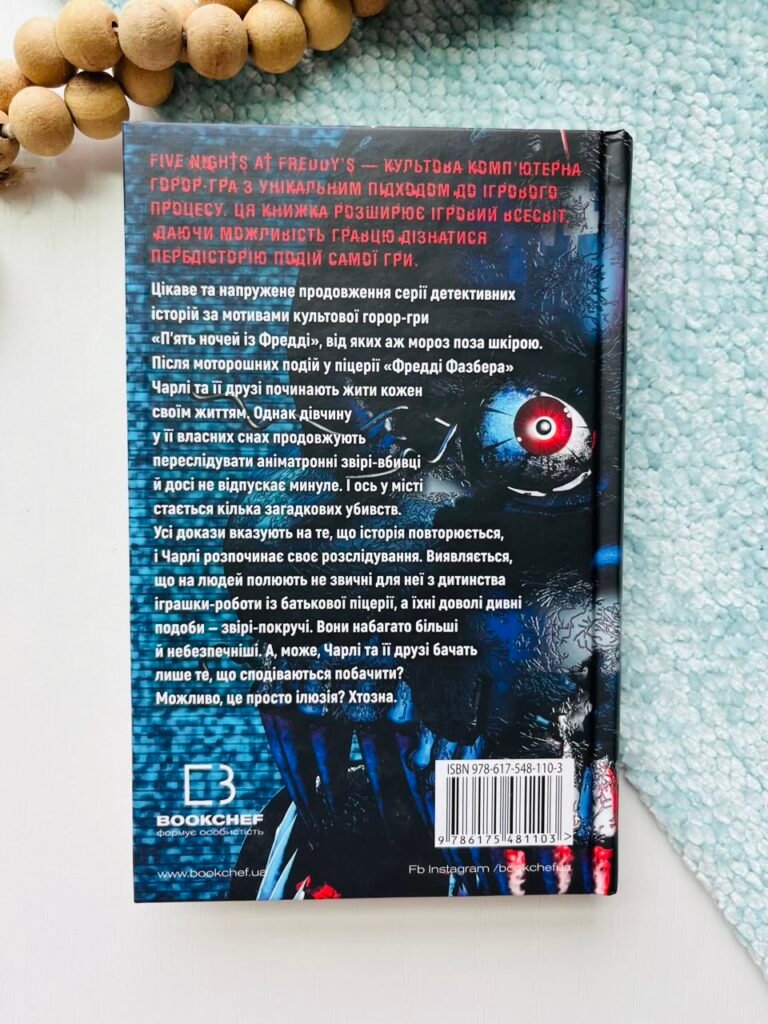 FIVE NIGHTS AT FREDDY'S — КУЛЬТОВА КОМП'ЮТЕРНА
ГОРОР-ГРА З УНІКАЛЬНИМ ПІДХОДОМ ДО ІГРОВОГО
ПРОЦЕСУ. ЦЯ КНИЖКА РОЗШИРЮЄ ІГРОВИЙ ВСЕСВІТ,
ДАЮЧИ МОЖЛИВІСТЬ ГРАВЦЮ ДІЗНАТИСЯ
ПЕРЕДІСТОРІЮ ПОДІЙ САМОЇ ГРИ.
Цікаве та напружене продовження серії детективних
історій за мотивами культової горор-гри
«П'ять ночей із Фредді», від яких аж мороз поза шкірою.
Після моторошних подій у піцерії «Фредді Фазбера»
Чарлі та її друзі починають жити кожен
своїм життям. Однак дівчину
у її власних снах продовжують
переслідувати аніматронні звірі-вбивці
й досі не відпускає минуле. І ось у місті
стається кілька загадкових убивств.
Усі докази вказують на те, що історія повторюється,
і Чарлі розпочинає своє розслідування. Виявляється,
що на людей полюють не звичні для неї з дитинства
іграшки-роботи із батькової піцерії, а їхні доволі дивні
подоби – звірі-покручі. Вони набагато більші
й небезпечніші. А, може, Чарлі та її друзі бачать
лише те, що сподіваються побачити?
Можливо, це просто ілюзія? Хтозна.
ISBN 978-617-548-110-3
9 786175 481103 >
BOOKCHEF
формує особистість
www.bookchef.ua
Fb Instagram /bookchef.ua